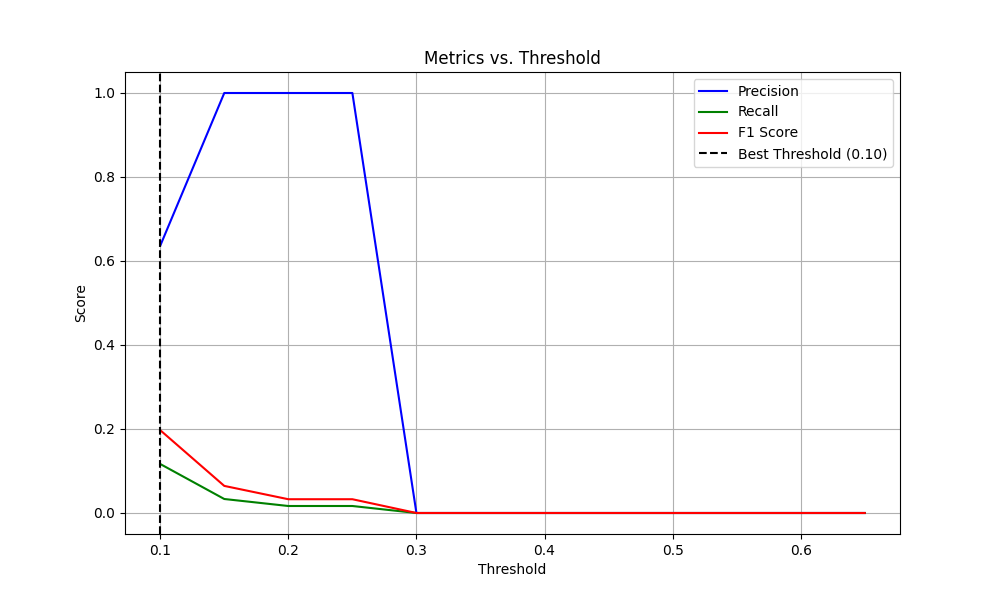 Metrics vs. Threshold
Precision
Recall
F1 Score
Best Threshold (0.10)
Score
1.0
0.8
0.6
0.4
0.2
0.0
0.1 0.2 0.3 0.4 0.5 0.6
Threshold